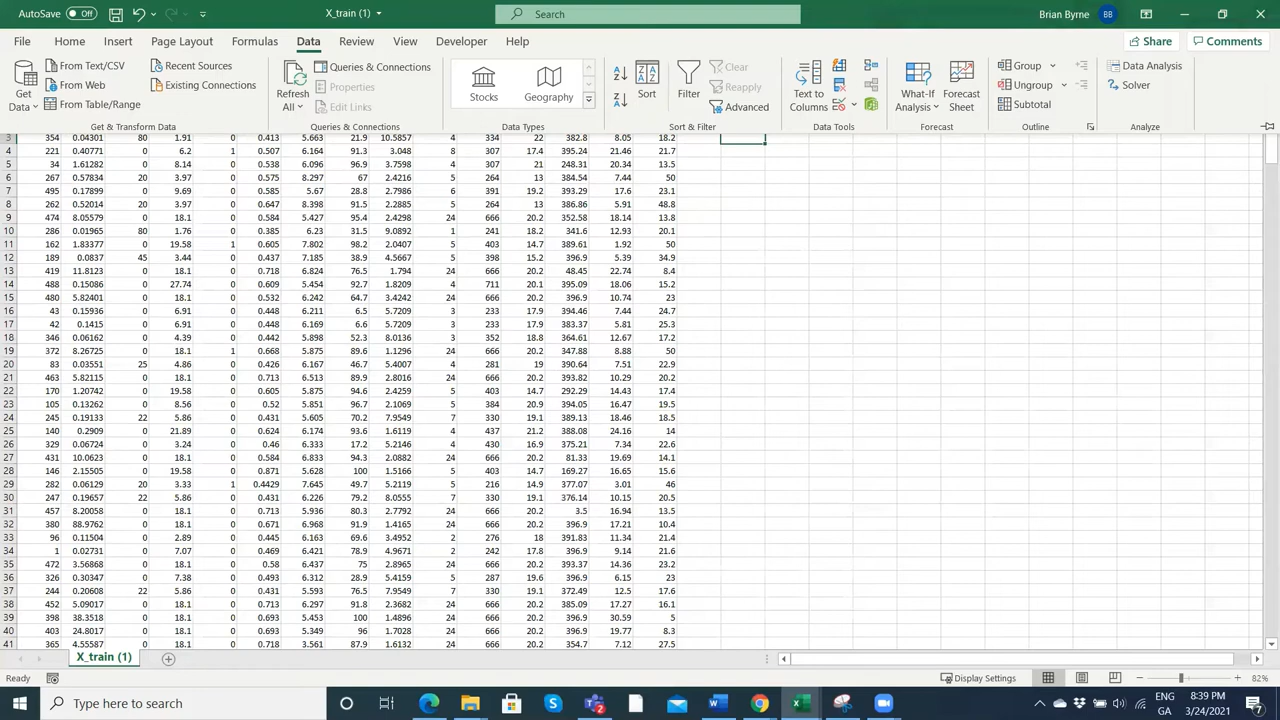 AutoSave Off X_train (1) Search Brian Byrne BB
File Home Insert Page Layout Formulas Data Review View Developer Help Share Comments
Get Data From Text/CSV From Web From Table/Range Recent Sources Existing Connections Refresh All Queries & Connections Properties Edit Links Stocks Geography Sort Filter Clear Reapply Advanced Text to Columns What-If Analysis Forecast Sheet Group Ungroup Subtotal Data Analysis Solver
Get & Transform Data Queries & Connections Data Types Sort & Filter Data Tools Forecast Outline Analyze
3 354 0.04301 80 1.91 0 0.413 5.663 21.9 10.5857 4 334 22 382.8 8.05 18.2
4 221 0.40771 0 6.2 1 0.507 6.164 91.3 3.048 8 307 17.4 395.24 21.46 21.7
5 34 1.61282 0 8.14 0 0.538 6.096 96.9 3.7598 4 307 21 248.31 20.34 13.5
6 267 0.57834 20 3.97 0 0.575 8.297 67 2.4216 5 264 13 384.54 7.44 50
7 495 0.17899 0 9.69 0 0.585 5.67 28.8 2.7986 6 391 19.2 393.29 17.6 23.1
8 262 0.52014 20 3.97 0 0.647 8.398 91.5 2.2885 5 264 13 386.86 5.91 48.8
9 474 8.05579 0 18.1 0 0.584 5.427 95.4 2.4298 24 666 20.2 352.58 18.14 13.8
10 286 0.01965 80 1.76 0 0.385 6.23 31.5 9.0892 1 241 18.2 341.6 12.93 20.1
11 162 1.83377 0 19.58 1 0.605 7.802 98.2 2.0407 5 403 14.7 389.61 1.92 50
12 189 0.0837 45 3.44 0 0.437 7.185 38.9 4.5667 5 398 15.2 396.9 5.39 34.9
13 419 11.8123 0 18.1 0 0.718 6.824 76.5 1.794 24 666 20.2 48.45 22.74 8.4
14 488 0.15086 0 27.74 0 0.609 5.454 92.7 1.8209 4 711 20.1 395.09 18.06 15.2
15 480 5.82401 0 18.1 0 0.532 6.242 64.7 3.4242 24 666 20.2 396.9 10.74 23
16 43 0.15936 0 6.91 0 0.448 6.211 6.5 5.7209 3 233 17.9 394.46 7.44 24.7
17 42 0.1415 0 6.91 0 0.448 6.169 6.6 5.7209 3 233 17.9 383.37 5.81 25.3
18 346 0.06162 0 4.39 0 0.442 5.898 52.3 8.0136 3 352 18.8 364.61 12.67 17.2
19 372 8.26725 0 18.1 1 0.668 5.875 89.6 1.1296 24 666 20.2 347.88 8.88 50
20 83 0.03551 25 4.86 0 0.426 6.167 46.7 5.4007 4 281 19 390.64 7.51 22.9
21 463 5.82115 0 18.1 0 0.713 6.513 89.9 2.8016 24 666 20.2 393.82 10.29 20.2
22 170 1.20742 0 19.58 0 0.605 5.875 94.6 2.4259 5 403 14.7 292.29 14.43 17.4
23 105 0.13262 0 8.56 0 0.52 5.851 96.7 2.1069 5 384 20.9 394.05 16.47 19.5
24 245 0.19133 22 5.86 0 0.431 5.605 70.2 7.9549 7 330 19.1 389.13 18.46 18.5
25 140 0.2909 0 21.89 0 0.624 6.174 93.6 1.6119 4 437 21.2 388.08 24.16 14
26 329 0.06724 0 3.24 0 0.46 6.333 17.2 5.2146 4 430 16.9 375.21 7.34 22.6
27 431 10.0623 0 18.1 0 0.584 6.833 94.3 2.0882 24 666 20.2 81.33 19.69 14.1
28 146 2.15505 0 19.58 0 0.871 5.628 100 1.5166 5 403 14.7 169.27 16.65 15.6
29 282 0.06129 20 3.33 1 0.4429 7.645 49.7 5.2119 5 216 14.9 377.07 3.01 46
30 247 0.19657 22 5.86 0 0.431 6.226 79.2 8.0555 7 330 19.1 376.14 10.15 20.5
31 457 8.20058 0 18.1 0 0.713 5.936 80.3 2.7792 24 666 20.2 3.5 16.94 13.5
32 380 88.9762 0 18.1 0 0.671 6.968 91.9 1.4165 24 666 20.2 396.9 17.21 10.4
33 96 0.11504 0 2.89 0 0.445 6.163 69.6 3.4952 2 276 18 391.83 11.34 21.4
34 1 0.02731 0 7.07 0 0.469 6.421 78.9 4.9671 2 242 17.8 396.9 9.14 21.6
35 472 3.56868 0 18.1 0 0.58 6.437 75 2.8965 24 666 20.2 393.37 14.36 23.2
36 326 0.30347 0 7.38 0 0.493 6.312 28.9 5.4159 5 287 19.6 396.9 6.15 23
37 244 0.20608 22 5.86 0 0.431 5.593 76.5 7.9549 7 330 19.1 372.49 12.5 17.6
38 452 5.09017 0 18.1 0 0.713 6.297 91.8 2.3682 24 666 20.2 385.09 17.27 16.1
39 398 38.3518 0 18.1 0 0.693 5.453 100 1.4896 24 666 20.2 396.9 30.59 5
40 403 24.8017 0 18.1 0 0.693 5.349 96 1.7028 24 666 20.2 396.9 19.77 8.3
41 365 4.55587 0 18.1 0 0.718 3.561 87.9 1.6132 24 666 20.2 354.7 7.12 27.5
X_train (1)
Ready Display Settings 82%
Type here to search ENG 8:39 PM
GA 3/24/2021